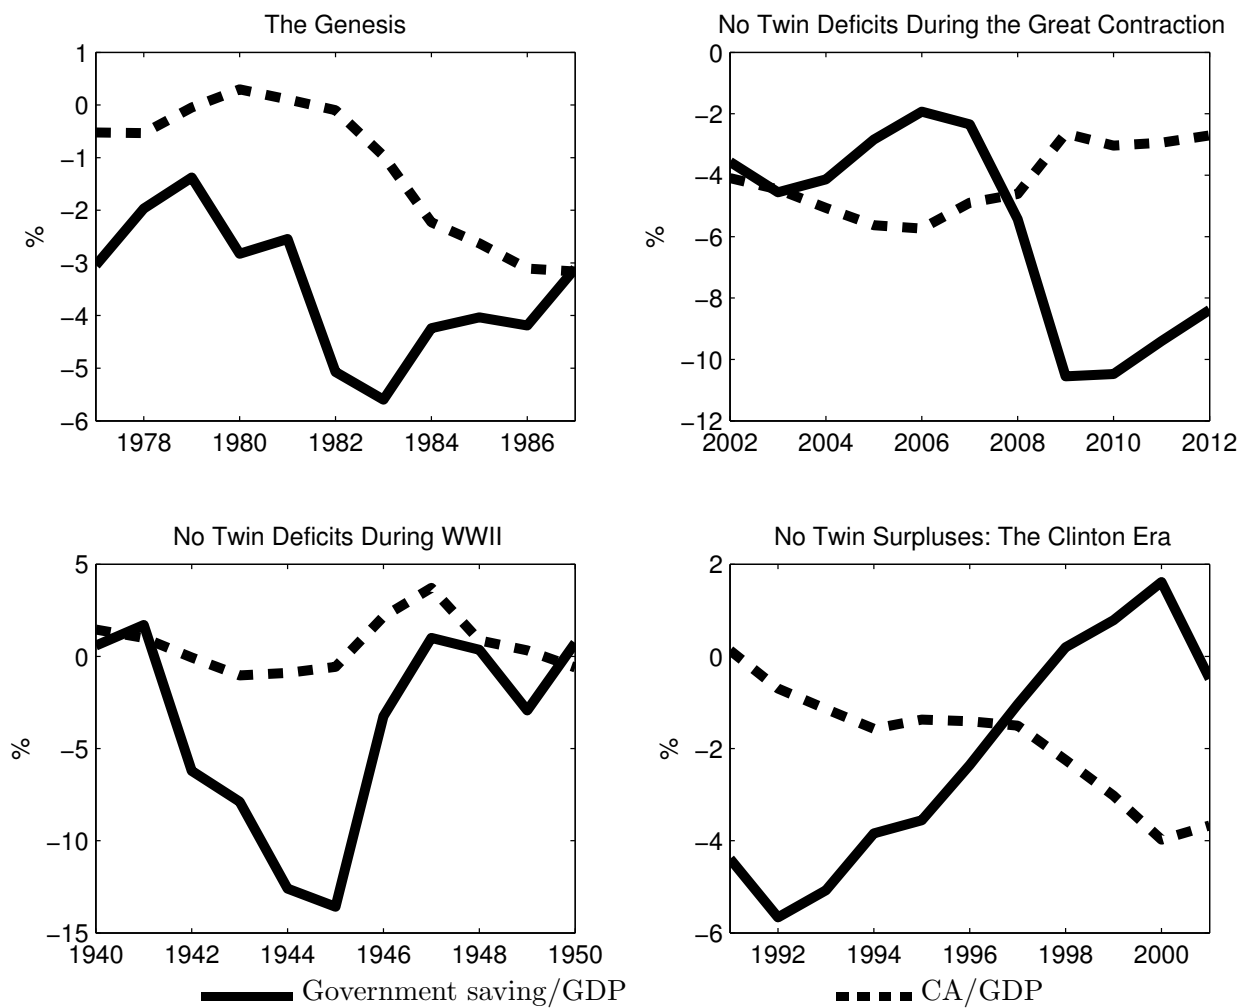 The Genesis
1
0
−1
−2
−3
−4
−5
−6
%
1978 1980 1982 1984 1986
No Twin Deficits During the Great Contraction
0
−2
−4
−6
−8
−10
−12
%
2002 2004 2006 2008 2010 2012
No Twin Deficits During WWII
5
0
−5
−10
−15
%
1940 1942 1944 1946 1948 1950
No Twin Surpluses: The Clinton Era
2
0
−2
−4
−6
%
1992 1994 1996 1998 2000
Government saving/GDP
CA/GDP